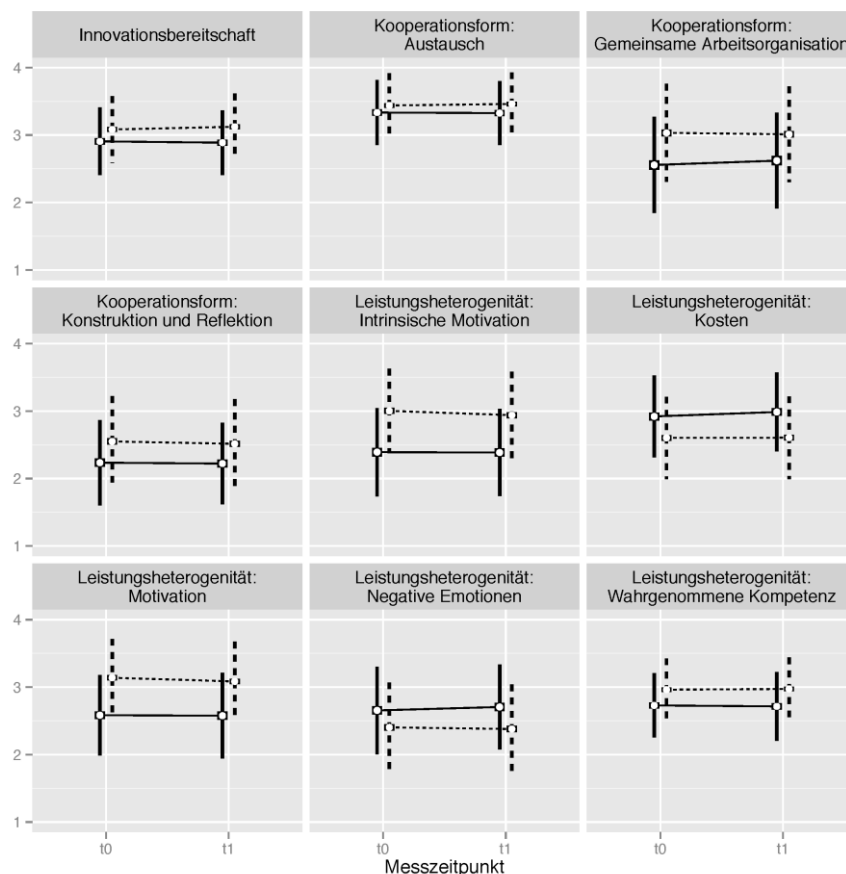 Innovationsbereitschaft
Kooperationsform:
Austausch
Kooperationsform:
Gemeinsame Arbeitsorganisation
4
3
2
1
Kooperationsform:
Konstruktion und Reflektion
Leistungsheterogenität:
Intrinsische Motivation
Leistungsheterogenität:
Kosten
4
3
2
1
Leistungsheterogenität:
Motivation
Leistungsheterogenität:
Negative Emotionen
Leistungsheterogenität:
Wahrgenommene Kompetenz
4
3
2
1
t0 t1 t0 t1 t0 t1
Messzeitpunkt